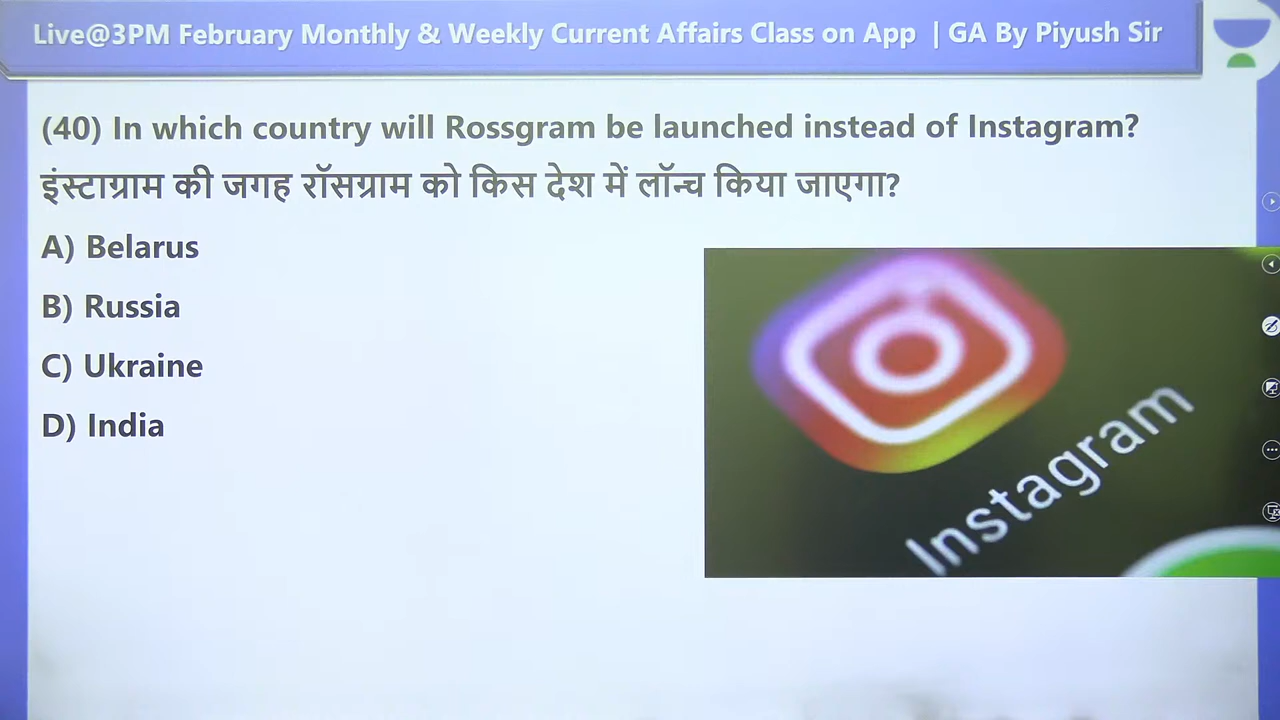 Live@3PM February Monthly & Weekly Current Affairs Class on App | GA By Piyush Sir
(40) In which country will Rossgram be launched instead of Instagram?
इंस्टाग्राम की जगह रॉसग्राम को किस देश में लॉन्च किया जाएगा?
A) Belarus
B) Russia
C) Ukraine
D) India
Instagram